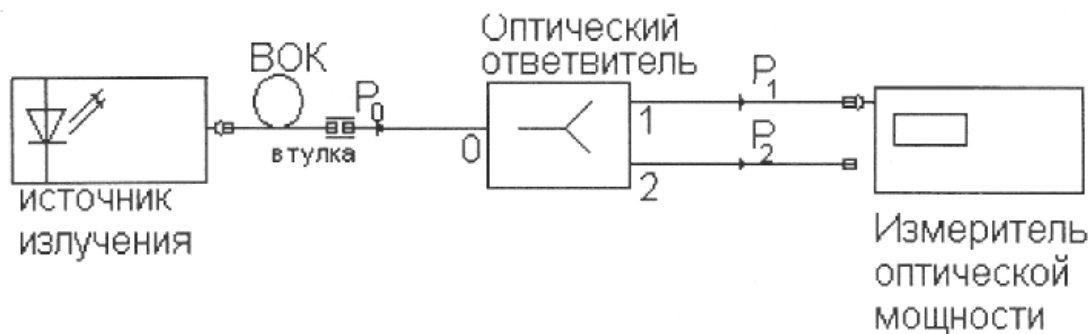 Оптический
ответвитель
ВОК
P₀
втулка
0
1
2
P₁
P₂
источник
излучения
Измеритель
оптической
мощности